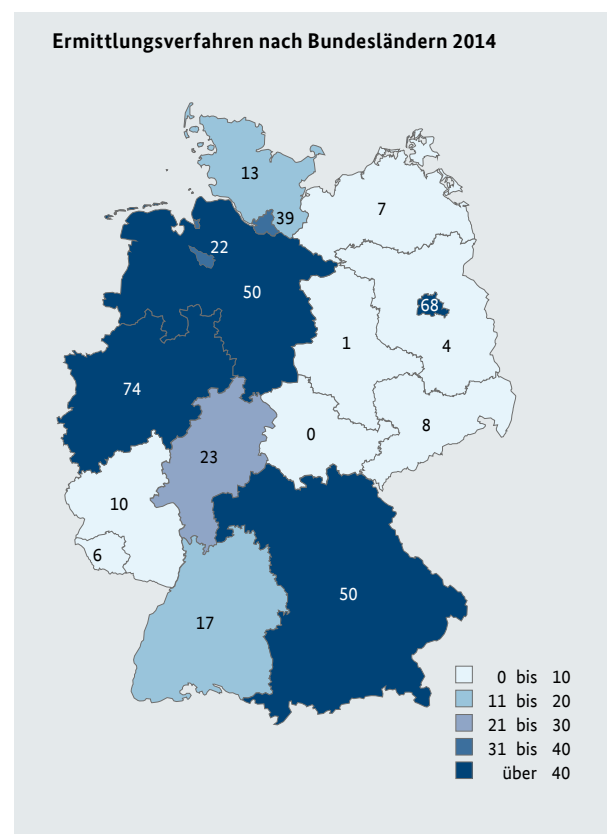 Ermittlungsverfahren nach Bundesländern 2014
13
39
7
22
50
68
1
4
74
8
0
23
10
6
50
17
0 bis 10
11 bis 20
21 bis 30
31 bis 40
über 40